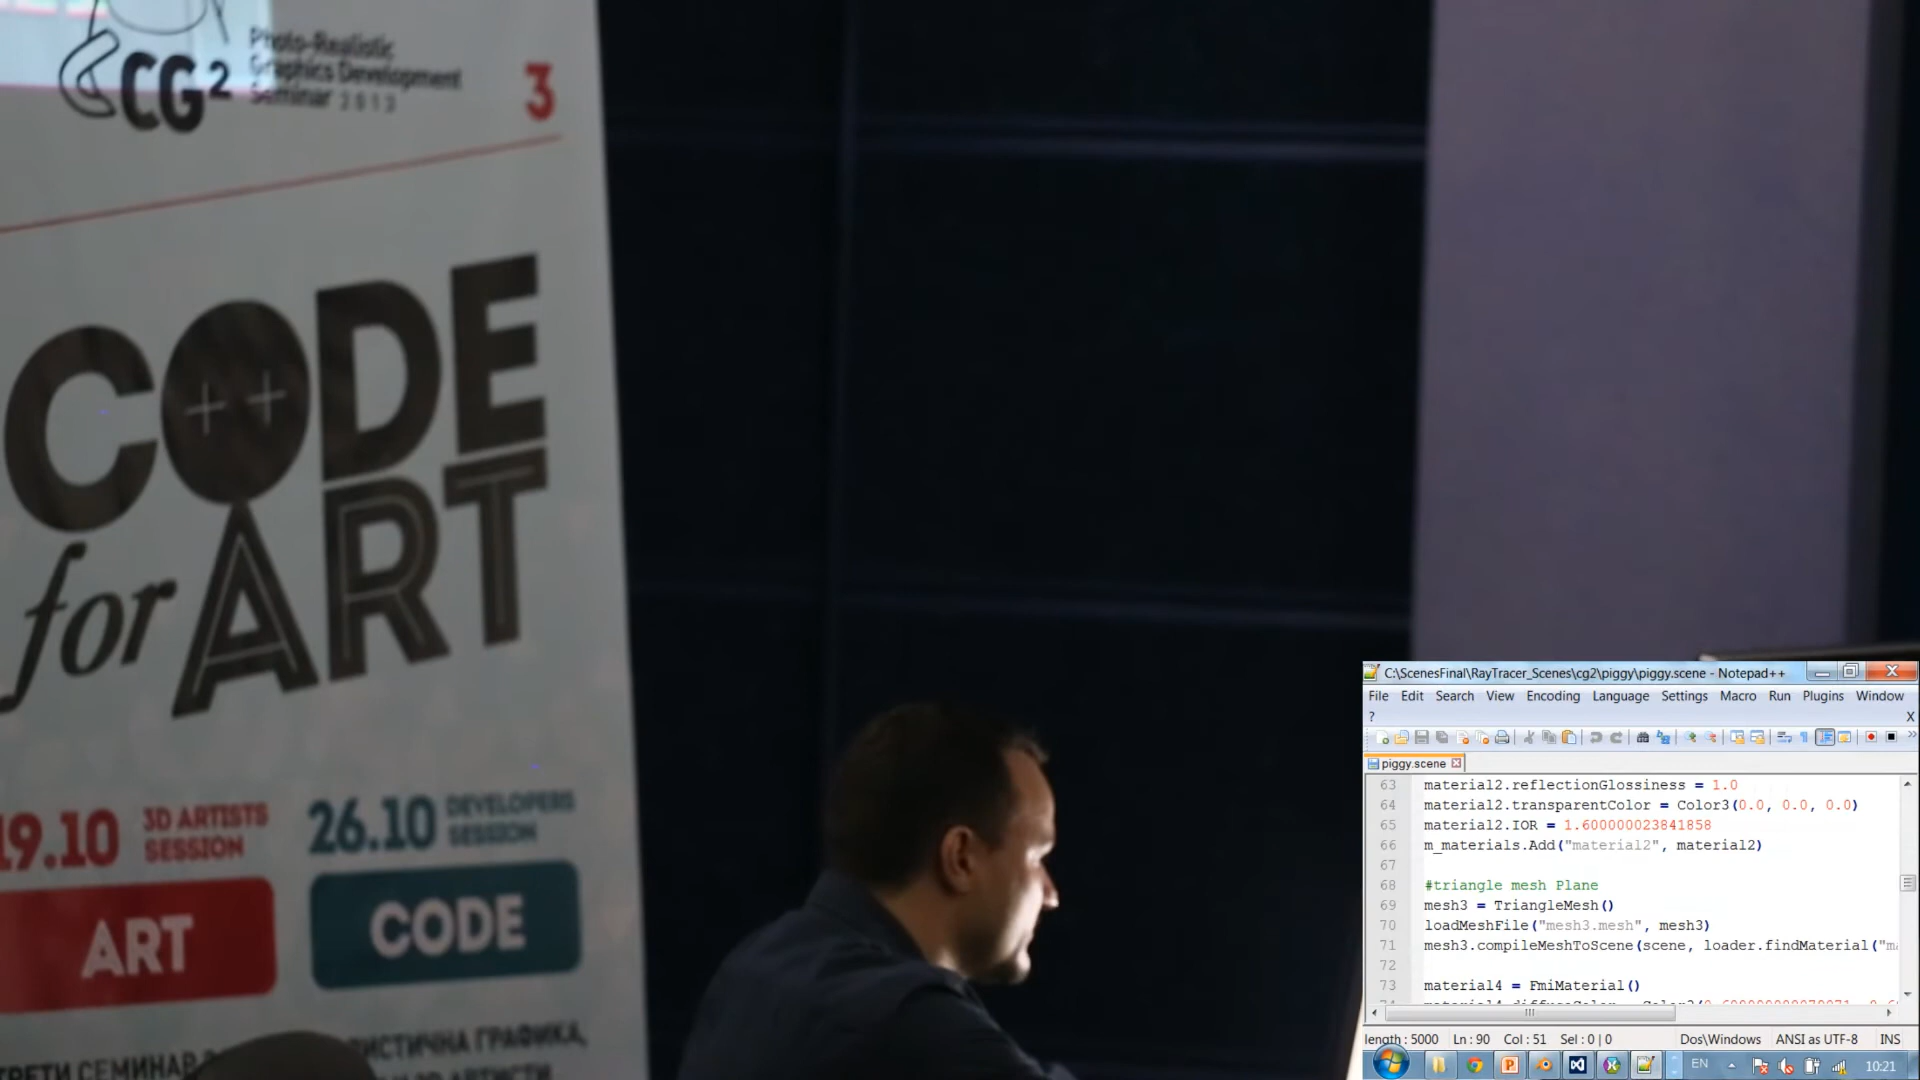 CG²
Photo-Realistic
Graphics Development
Seminar 2013
3
CODE
++
for ART
19.10 3D ARTISTS SESSION
26.10 DEVELOPERS SESSION
ART
CODE
ТРЕТИ СЕМИНАР
ГРАФИКА,
C:\ScenesFinal\RayTracer_Scenes\cg2\piggy\piggy.scene - Notepad++
File Edit Search View Encoding Language Settings Macro Run Plugins Window
? X
piggy.scene
63 material2.reflectionGlossiness = 1.0
64 material2.transparentColor = Color3(0.0, 0.0, 0.0)
65 material2.IOR = 1.600000023841858
66 m_materials.Add("material2", material2)
67
68 #triangle mesh Plane
69 mesh3 = TriangleMesh()
70 loadMeshFile("mesh3.mesh", mesh3)
71 mesh3.compileMeshToScene(scene, loader.findMaterial("ma
72
73 material4 = FmiMaterial()
length : 5000 Ln : 90 Col : 51 Sel : 0 | 0 Dos\Windows ANSI as UTF-8 INS
EN 10:21